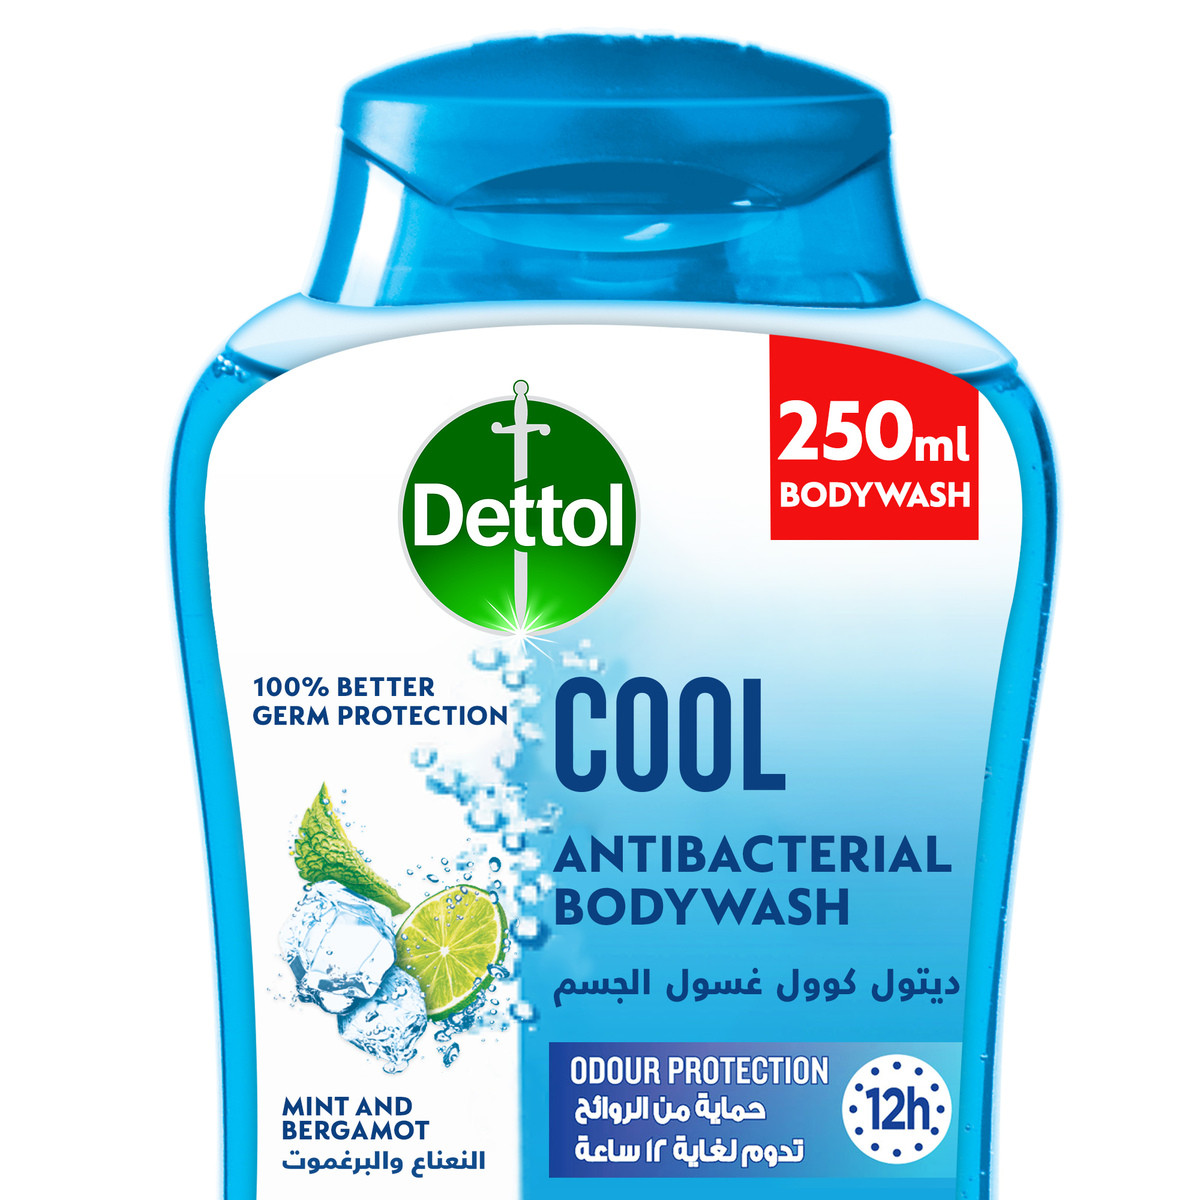 250ml
BODYWASH
Dettol
100% BETTER
GERM PROTECTION
COOL
ANTIBACTERIAL
BODYWASH
ديتول كوول غسول الجسم
ODOUR PROTECTION
حماية من الروائح
تدوم لغاية ١٢ ساعة
12h
MINT AND
BERGAMOT
النعناع والبرغموت